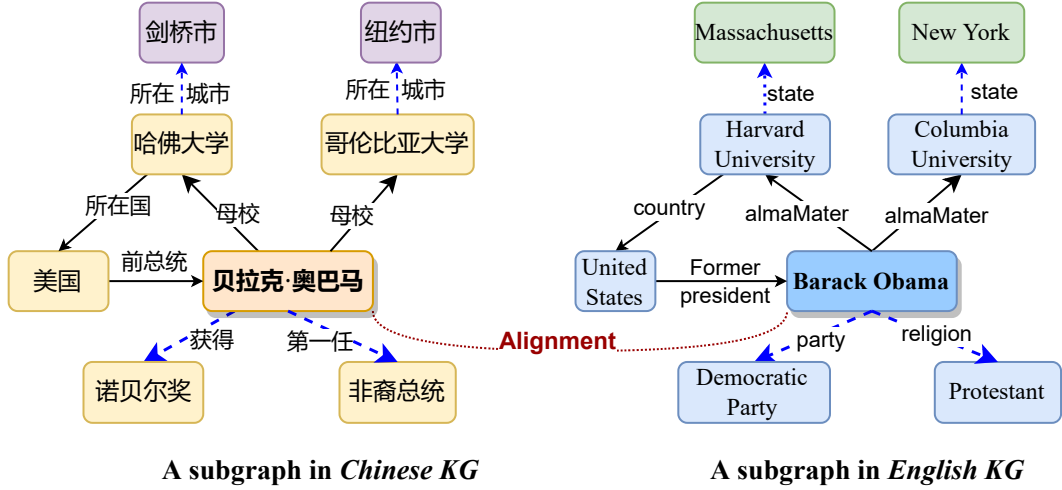 剑桥市
纽约市
所在 城市
所在 城市
哈佛大学
哥伦比亚大学
所在国
母校
母校
美国
前总统
贝拉克·奥巴马
获得
第一任
诺贝尔奖
非裔总统
A subgraph in Chinese KG
Alignment
Massachusetts
New York
state
state
Harvard
University
Columbia
University
country
almaMater
almaMater
United
States
Former
president
Barack Obama
party
religion
Democratic
Party
Protestant
A subgraph in English KG